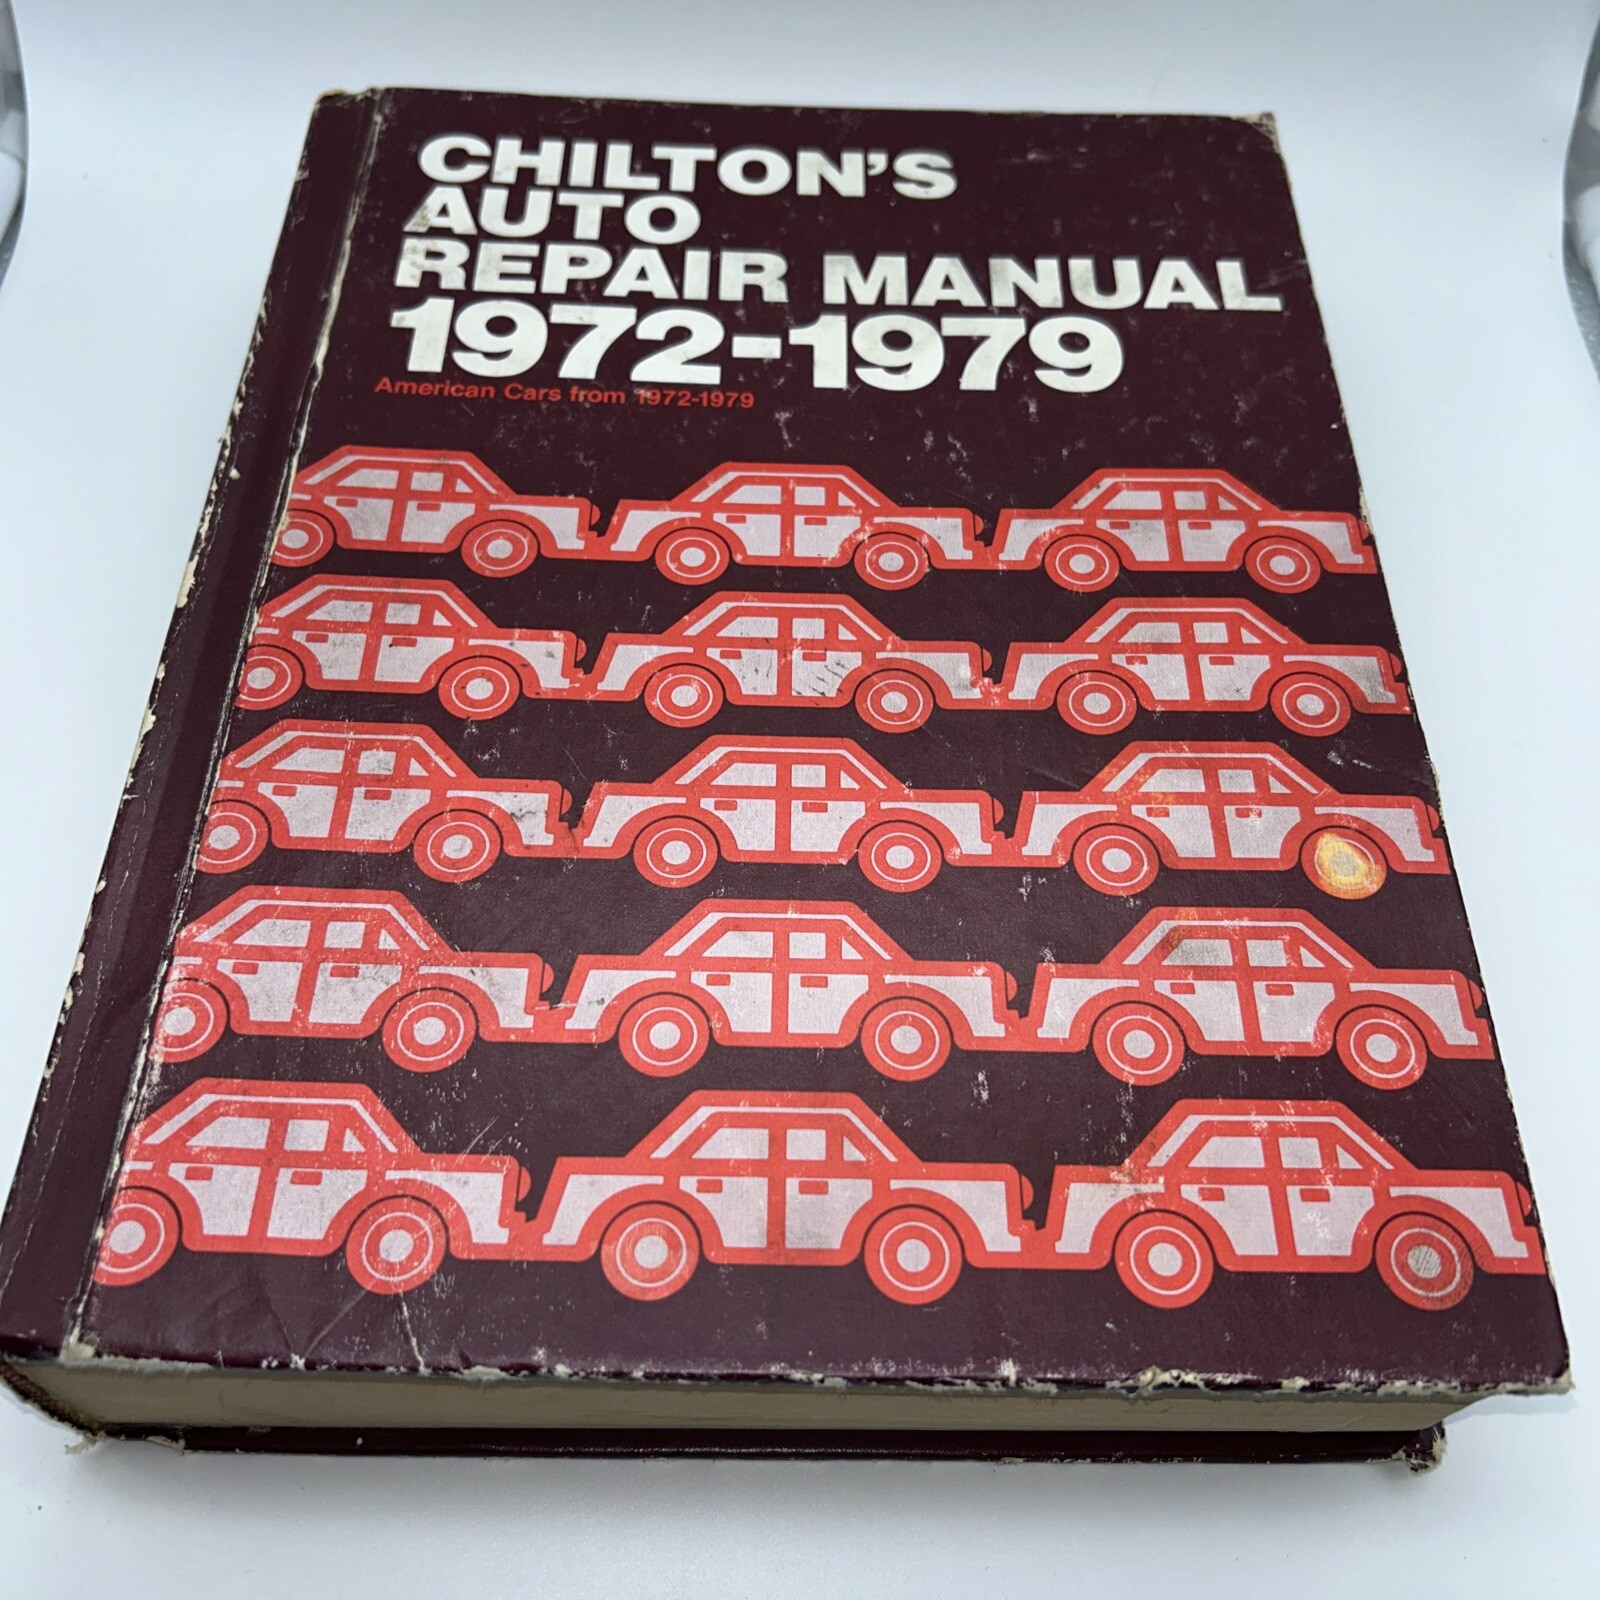 CHILTON'S
AUTO
REPAIR MANUAL
1972-1979
American Cars from 1972-1979